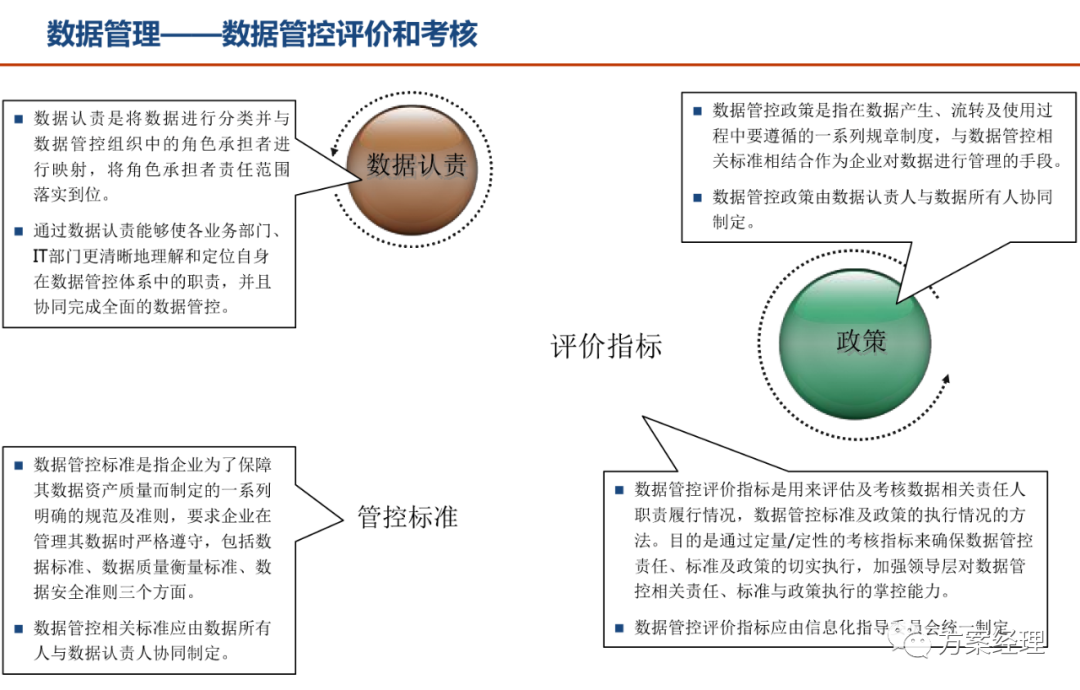 数据管理——数据管控评价和考核
数据认责是将数据进行分类并与
数据管控组织中的角色承担者进
行映射，将角色承担者责任范围
落实到位。
通过数据认责能够使各业务部门、
IT部门更清晰地理解和定位自身
在数据管控体系中的职责，并且
协同完成全面的数据管控。
数据认责
数据管控政策是指在数据产生、流转及使用过
程中要遵循的一系列规章制度，与数据管控相
关标准相结合作为企业对数据进行管理的手段。
数据管控政策由数据认责人与数据所有人协同
制定。
政策
评价指标
数据管控标准是指企业为了保障
其数据资产质量而制定的一系列
明确的规范及准则，要求企业在
管理其数据时严格遵守，包括数
据标准、数据质量衡量标准、数
据安全准则三个方面。
数据管控相关标准应由数据所有
人与数据认责人协同制定。
管控标准
数据管控评价指标是用来评估及考核数据相关责任人
职责履行情况，数据管控标准及政策的执行情况的方
法。目的是通过定量/定性的考核指标来确保数据管控
责任、标准及政策的切实执行，加强领导层对数据管
控相关责任、标准与政策执行的掌控能力。
数据管控评价指标应由信息化指导委员会统一制定
方案经理